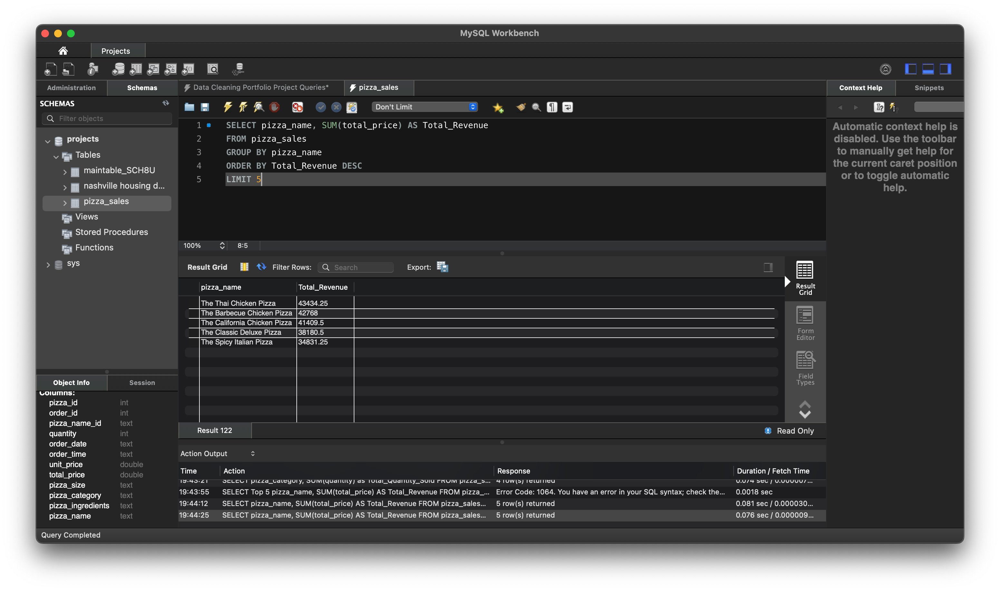 MySQL Workbench
Projects
Administration
Schemas
Data Cleaning Portfolio Project Queries*
pizza_sales
Context Help
Snippets
SCHEMAS
Filter objects
Don't Limit
projects
Tables
maintable_SCH8U
nashville housing d...
pizza_sales
Views
Stored Procedures
Functions
sys
1 SELECT pizza_name, SUM(total_price) AS Total_Revenue
2 FROM pizza_sales
3 GROUP BY pizza_name
4 ORDER BY Total_Revenue DESC
5 LIMIT 5
Automatic context help is
disabled. Use the toolbar
to manually get help for
the current caret position
or to toggle automatic
help.
100% 8:5
Result Grid Filter Rows: Search Export:
pizza_name Total_Revenue
The Thai Chicken Pizza 43434.25
The Barbecue Chicken Pizza 42768
The California Chicken Pizza 41409.5
The Classic Deluxe Pizza 38180.5
The Spicy Italian Pizza 34831.25
Result
Grid
Form
Editor
Field
Types
Result 122
Read Only
Object Info
Session
Columns:
pizza_id int
order_id int
pizza_name_id text
quantity int
order_date text
order_time text
unit_price double
total_price double
pizza_size text
pizza_category text
pizza_ingredients text
pizza_name text
Action Output
Time Action Response Duration / Fetch Time
19:43:21 SELECT pizza_category, SUM(quantity) as Total_Quantity_Sold FROM pizza_s... 4 row(s) returned 0.074 sec / 0.000007...
19:43:55 SELECT Top 5 pizza_name, SUM(total_price) AS Total_Revenue FROM pizza_... Error Code: 1064. You have an error in your SQL syntax; check the... 0.0018 sec
19:44:12 SELECT pizza_name, SUM(total_price) AS Total_Revenue FROM pizza_sales... 5 row(s) returned 0.081 sec / 0.000030...
19:44:25 SELECT pizza_name, SUM(total_price) AS Total_Revenue FROM pizza_sales... 5 row(s) returned 0.076 sec / 0.000009...
Query Completed